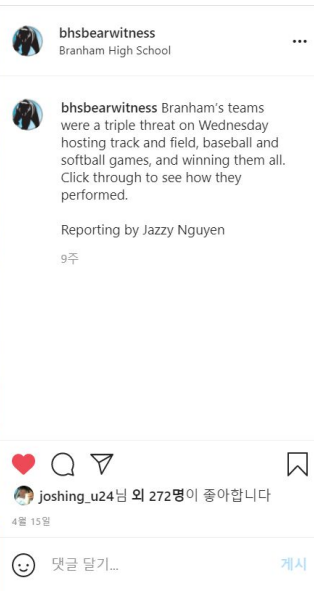 bhsbearwitness
Branham High School
bhsbearwitness Branham's teams
were a triple threat on Wednesday
hosting track and field, baseball and
softball games, and winning them all.
Click through to see how they
performed.
Reporting by Jazzy Nguyen
9주
joshing_u24님 외 272명이 좋아합니다
4월 15일
댓글 달기...
게시